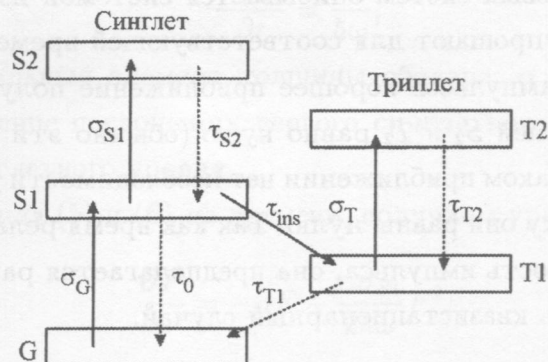 Синглет
S2
Триплет
σS1
τS2
T2
S1
τins
σT
τT2
σG
τ0
τT1
T1
G